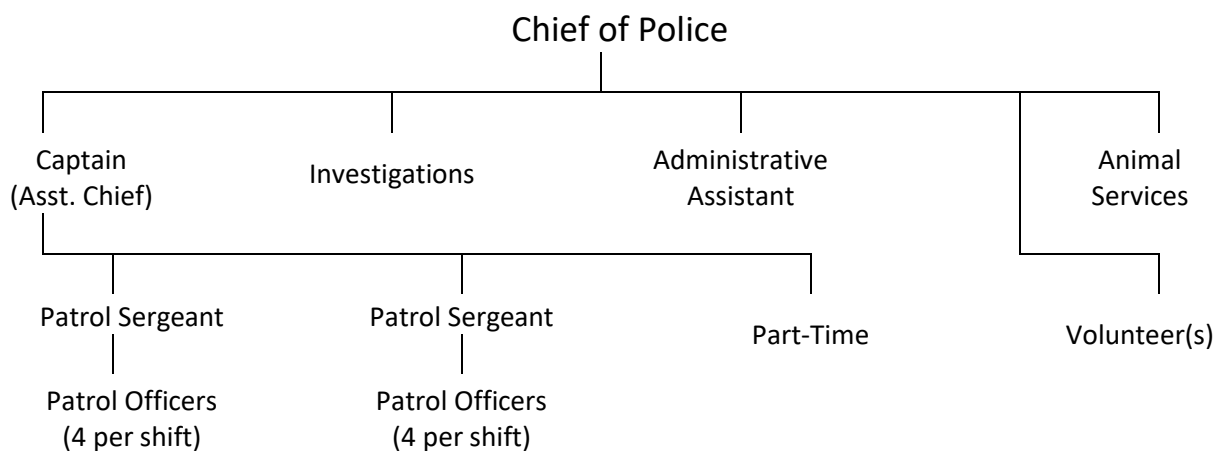 Chief of Police
Captain
(Asst. Chief)
Investigations
Administrative
Assistant
Animal
Services
Patrol Sergeant
Patrol Sergeant
Part-Time
Volunteer(s)
Patrol Officers
(4 per shift)
Patrol Officers
(4 per shift)